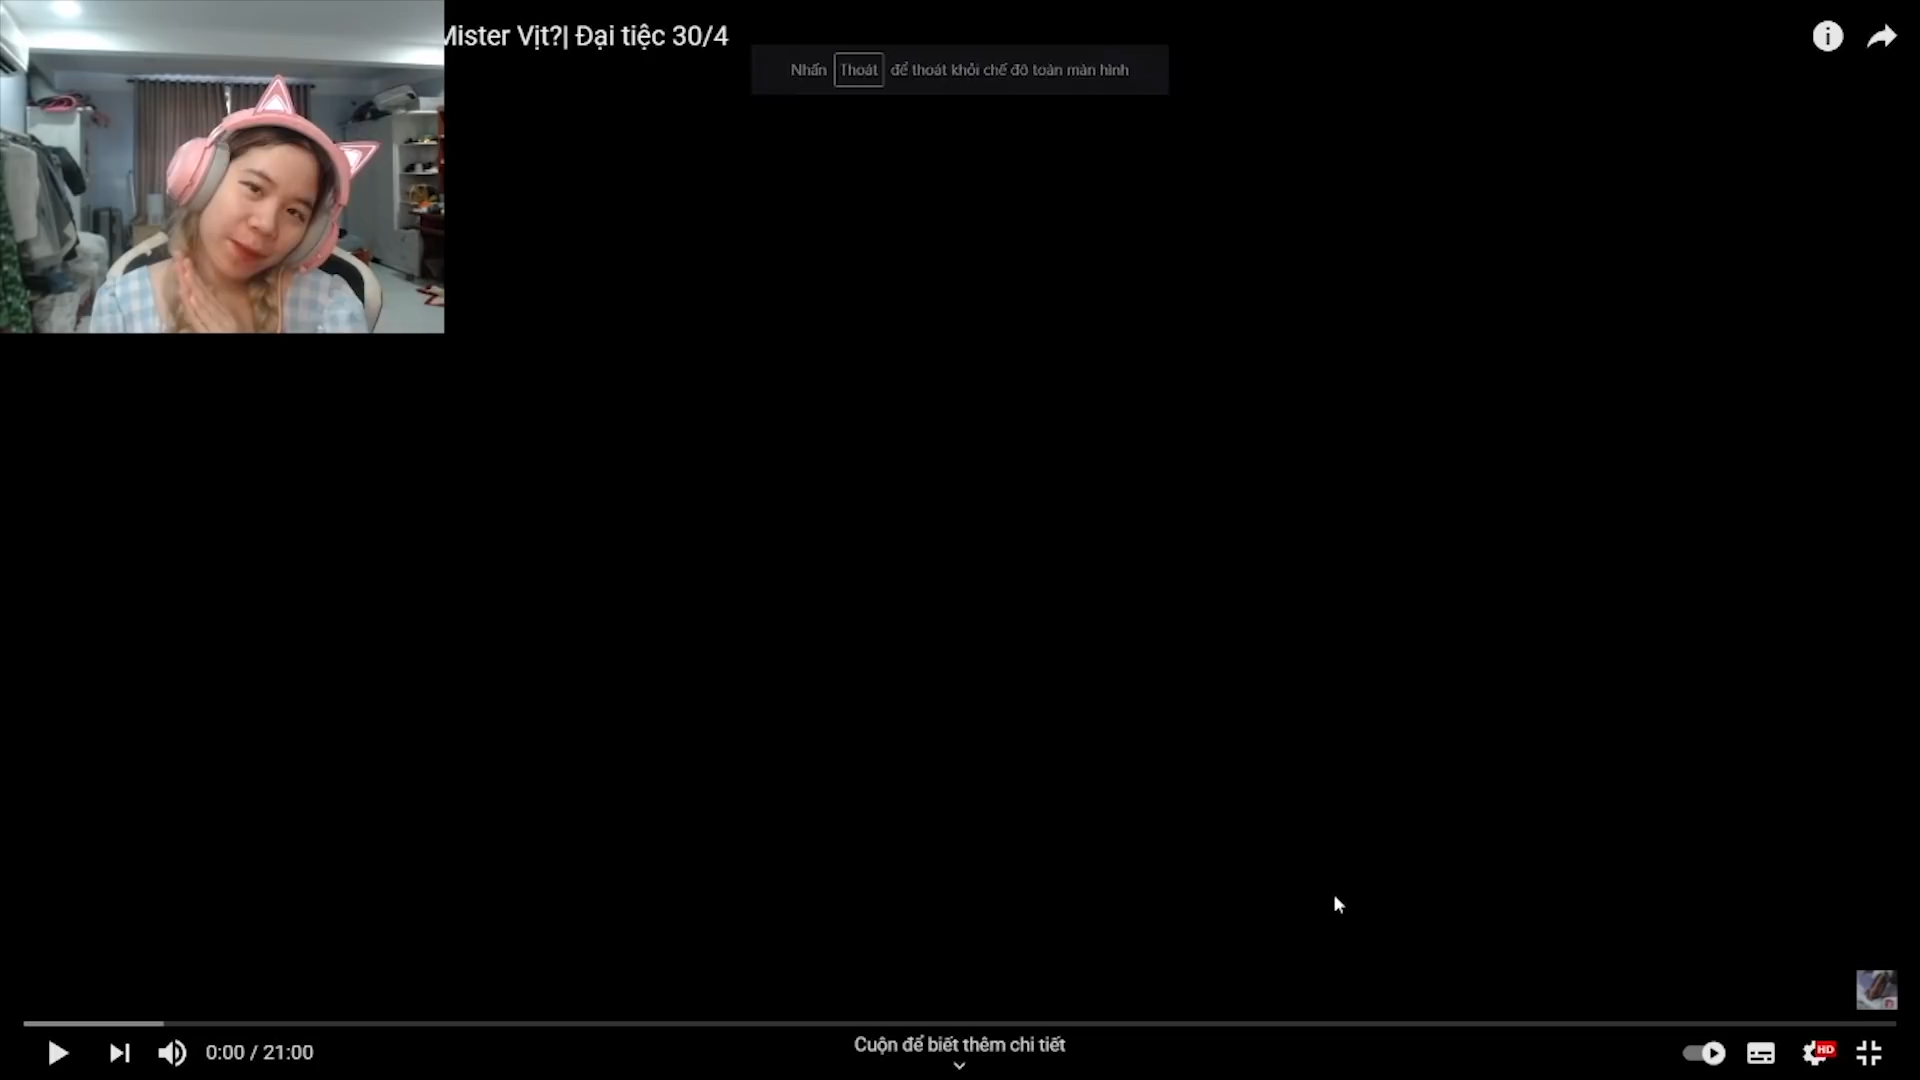 Mister Vịt?| Đại tiệc 30/4
Nhấn Thoát để thoát khỏi chế độ toàn màn hình
Cuộn để biết thêm chi tiết
0:00 / 21:00
HD